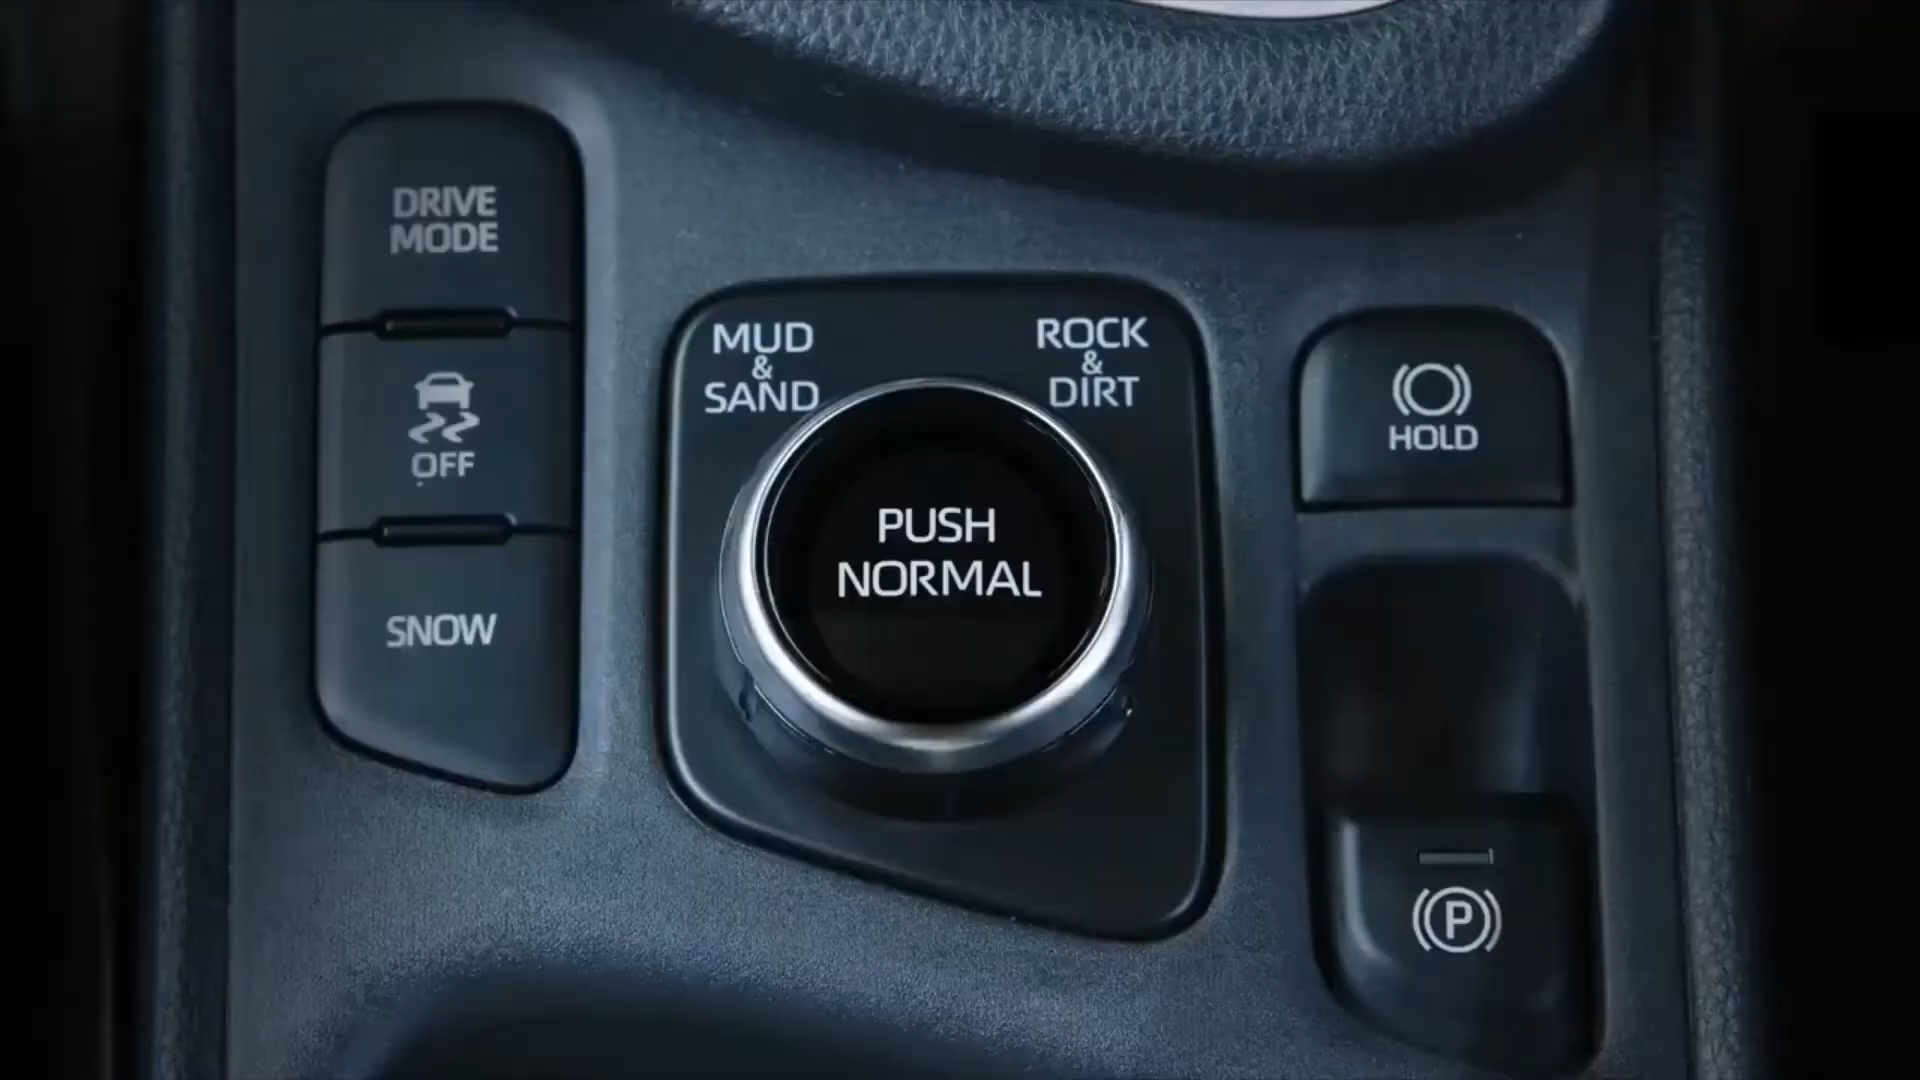 DRIVE
MODE
OFF
SNOW
MUD
&
SAND
ROCK
&
DIRT
PUSH
NORMAL
HOLD
P